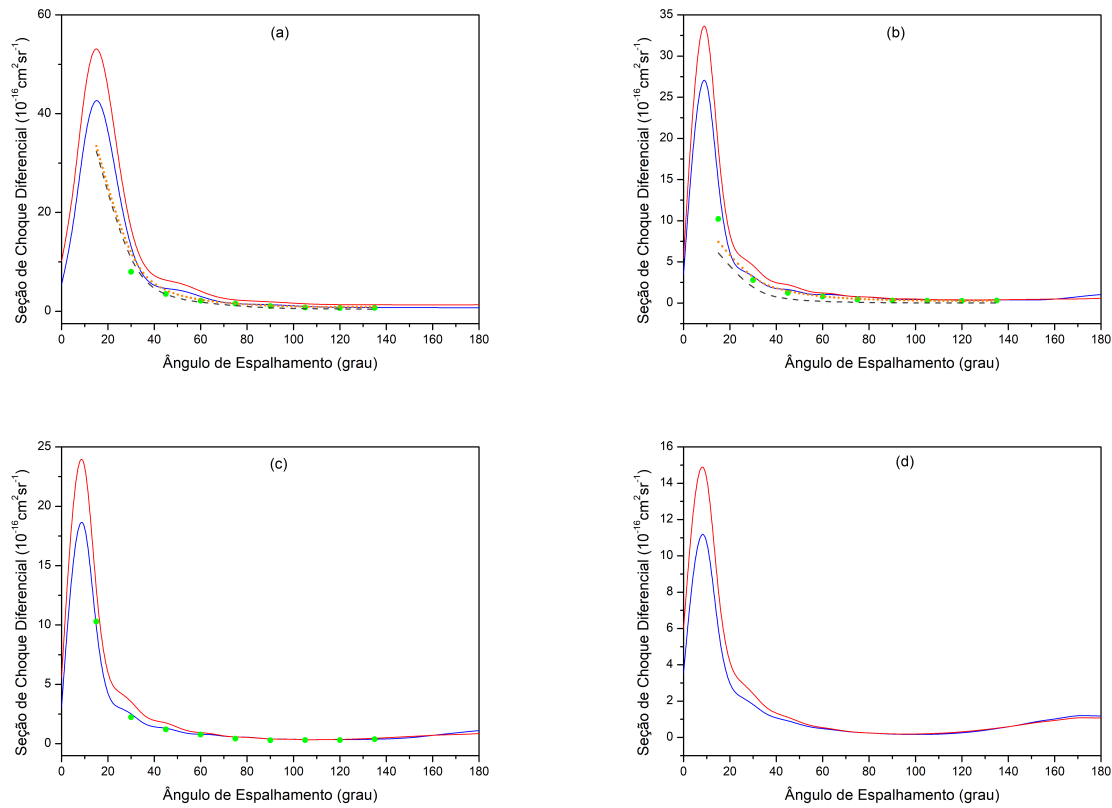 (a)
Seção de Choque Diferencial (10⁻¹⁶cm²sr⁻¹)
60
40
20
0
0 20 40 60 80 100 120 140 160 180
Ângulo de Espalhamento (grau)
(b)
Seção de Choque Diferencial (10⁻¹⁶cm²sr⁻¹)
35
30
25
20
15
10
5
0
0 20 40 60 80 100 120 140 160 180
Ângulo de Espalhamento (grau)
(c)
Seção de Choque Diferencial (10⁻¹⁶cm²sr⁻¹)
25
20
15
10
5
0
0 20 40 60 80 100 120 140 160 180
Ângulo de Espalhamento (grau)
(d)
Seção de Choque Diferencial (10⁻¹⁶cm²sr⁻¹)
16
14
12
10
8
6
4
2
0
0 20 40 60 80 100 120 140 160 180
Ângulo de Espalhamento (grau)